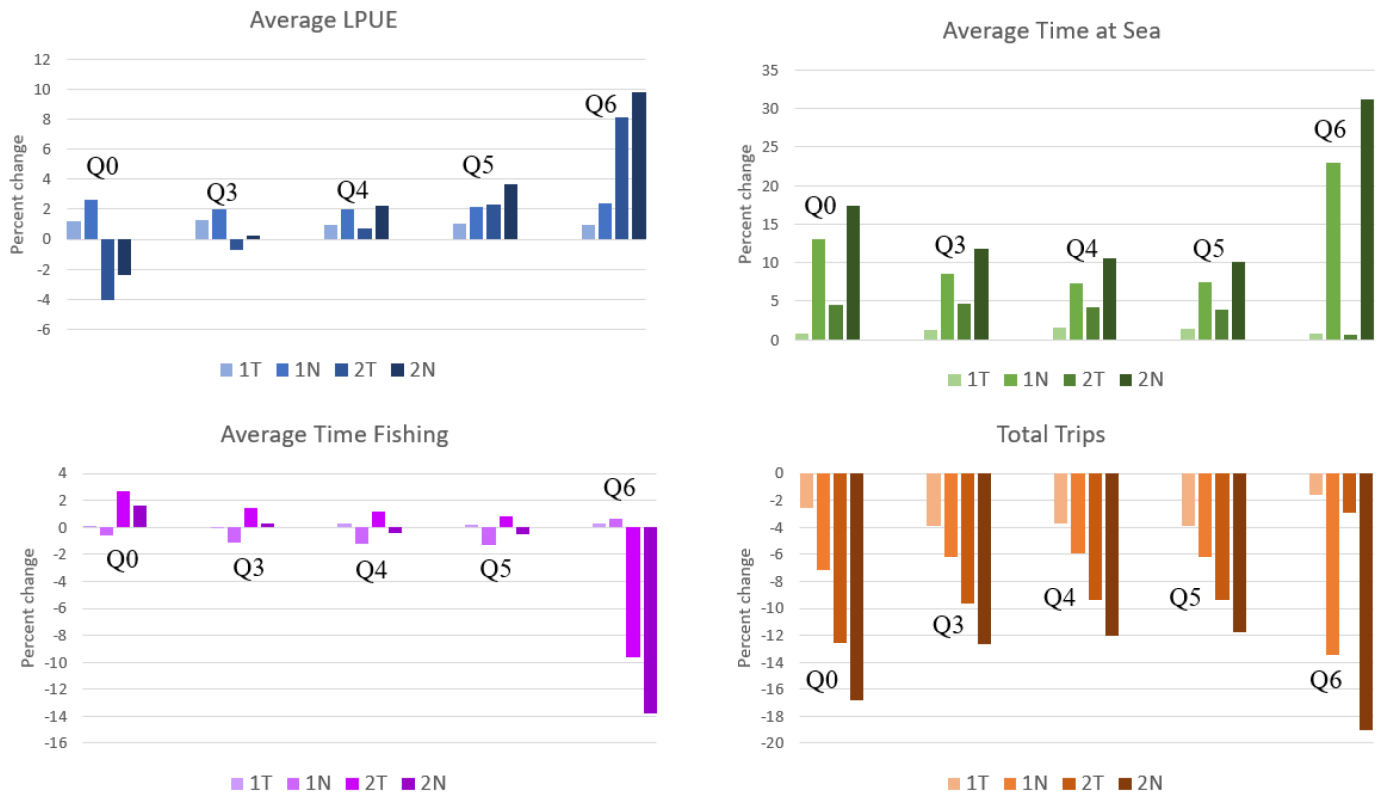 Average LPUE
Percent change
12
10
8
6
4
2
0
-2
-4
-6
Q0
Q3
Q4
Q5
Q6
1T 1N 2T 2N
Average Time at Sea
Percent change
35
30
25
20
15
10
5
0
Q0
Q3
Q4
Q5
Q6
1T 1N 2T 2N
Average Time Fishing
Percent change
4
2
0
-2
-4
-6
-8
-10
-12
-14
-16
Q0
Q3
Q4
Q5
Q6
1T 1N 2T 2N
Total Trips
Percent change
0
-2
-4
-6
-8
-10
-12
-14
-16
-18
-20
Q0
Q3
Q4
Q5
Q6
1T 1N 2T 2N